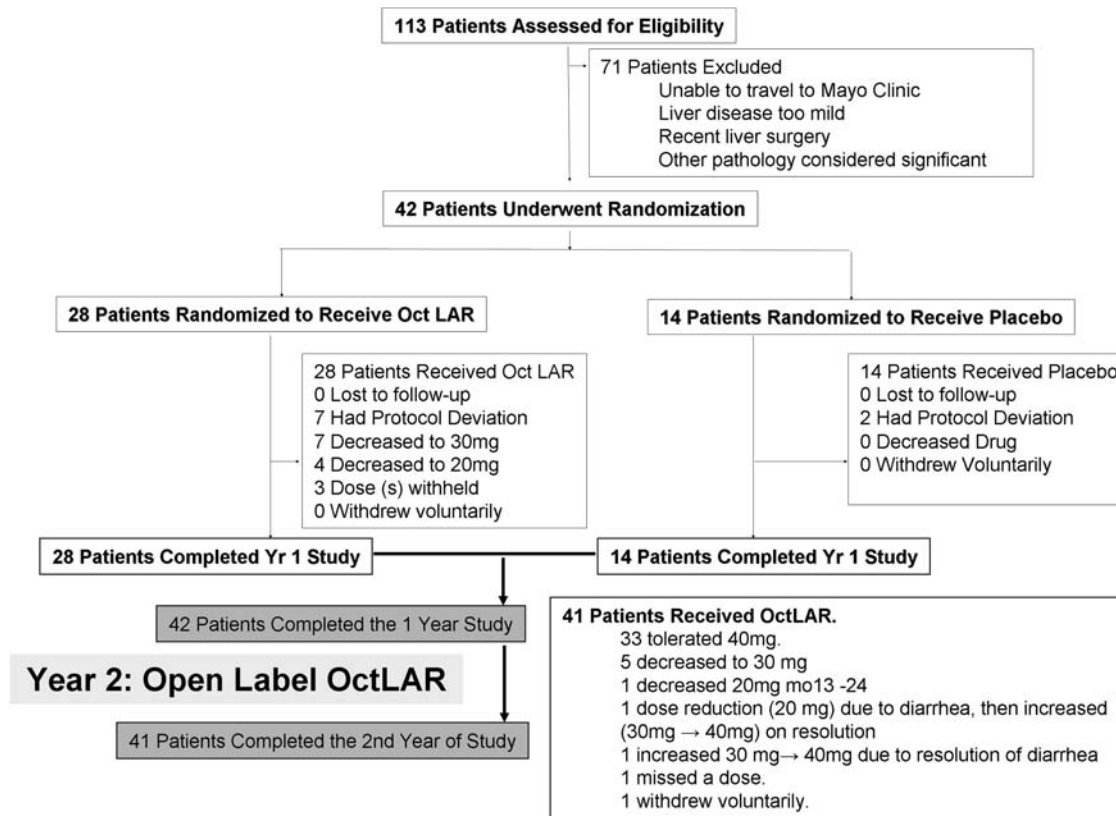 113 Patients Assessed for Eligibility
71 Patients Excluded
Unable to travel to Mayo Clinic
Liver disease too mild
Recent liver surgery
Other pathology considered significant
42 Patients Underwent Randomization
28 Patients Randomized to Receive Oct LAR
14 Patients Randomized to Receive Placebo
28 Patients Received Oct LAR
0 Lost to follow-up
7 Had Protocol Deviation
7 Decreased to 30mg
4 Decreased to 20mg
3 Dose (s) withheld
0 Withdrew voluntarily
14 Patients Received Placebo
0 Lost to follow-up
2 Had Protocol Deviation
0 Decreased Drug
0 Withdrew Voluntarily
28 Patients Completed Yr 1 Study
14 Patients Completed Yr 1 Study
42 Patients Completed the 1 Year Study
Year 2: Open Label OctLAR
41 Patients Completed the 2nd Year of Study
41 Patients Received OctLAR.
33 tolerated 40mg.
5 decreased to 30 mg
1 decreased 20mg mo13 -24
1 dose reduction (20 mg) due to diarrhea, then increased
(30mg → 40mg) on resolution
1 increased 30 mg→ 40mg due to resolution of diarrhea
1 missed a dose.
1 withdrew voluntarily.